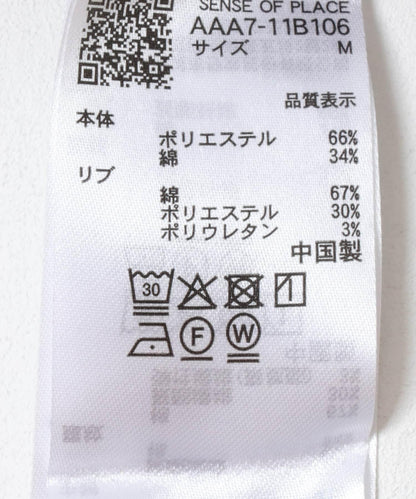 SENSE OF PLACE
AAA7-11B106
サイズ M
品質表示
本体
ポリエステル 66%
綿 34%
リブ
綿 67%
ポリエステル 30%
ポリウレタン 3%
中国製
30
F W